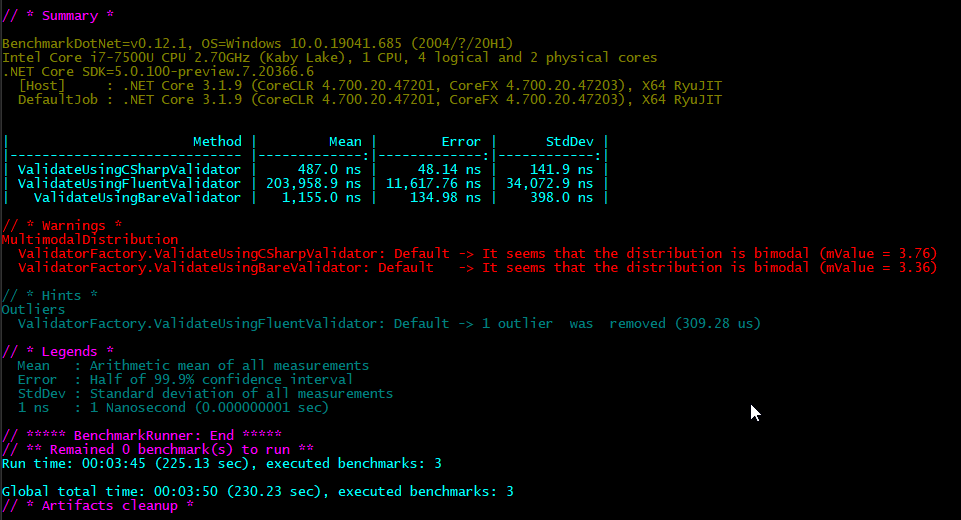 // * Summary *
BenchmarkDotNet=v0.12.1, OS=Windows 10.0.19041.685 (2004/?/20H1)
Intel Core i7-7500U CPU 2.70GHz (Kaby Lake), 1 CPU, 4 logical and 2 physical cores
.NET Core SDK=5.0.100-preview.7.20366.6
  [Host]     : .NET Core 3.1.9 (CoreCLR 4.700.20.47201, CoreFX 4.700.20.47203), X64 RyuJIT
  DefaultJob : .NET Core 3.1.9 (CoreCLR 4.700.20.47201, CoreFX 4.700.20.47203), X64 RyuJIT
|                       Method |         Mean |        Error |      StdDev |
|----------------------------- |-------------:|-------------:|------------:|
| ValidateUsingCSharpValidator |     487.0 ns |     48.14 ns |    141.9 ns |
| ValidateUsingFluentValidator | 203,958.9 ns | 11,617.76 ns | 34,072.9 ns |
|   ValidateUsingBareValidator |   1,155.0 ns |    134.98 ns |    398.0 ns |
// * Warnings *
MultimodalDistribution
  ValidatorFactory.ValidateUsingCSharpValidator: Default -> It seems that the distribution is bimodal (mValue = 3.76)
  ValidatorFactory.ValidateUsingBareValidator: Default   -> It seems that the distribution is bimodal (mValue = 3.36)
// * Hints *
Outliers
  ValidatorFactory.ValidateUsingFluentValidator: Default -> 1 outlier  was  removed (309.28 us)
// * Legends *
  Mean   : Arithmetic mean of all measurements
  Error  : Half of 99.9% confidence interval
  StdDev : Standard deviation of all measurements
  1 ns   : 1 Nanosecond (0.000000001 sec)
// ***** BenchmarkRunner: End *****
// ** Remained 0 benchmark(s) to run **
Run time: 00:03:45 (225.13 sec), executed benchmarks: 3
Global total time: 00:03:50 (230.23 sec), executed benchmarks: 3
// * Artifacts cleanup *